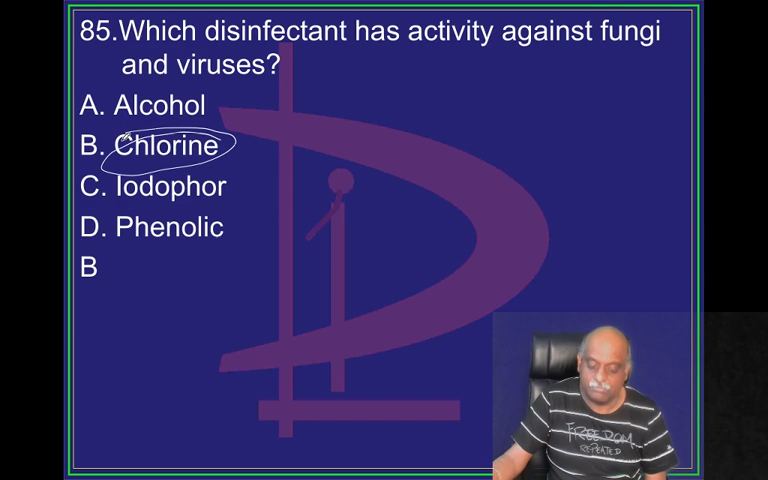 85.Which disinfectant has activity against fungi
and viruses?
A. Alcohol
B. Chlorine
C. Iodophor
D. Phenolic
B
FREEDOM
REPEATED